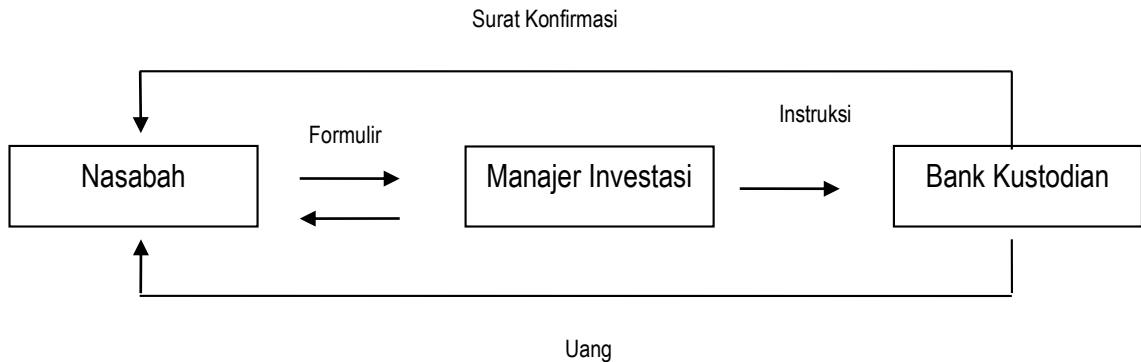 Surat Konfirmasi
Instruksi
Formulir
Nasabah
Manajer Investasi
Bank Kustodian
Uang